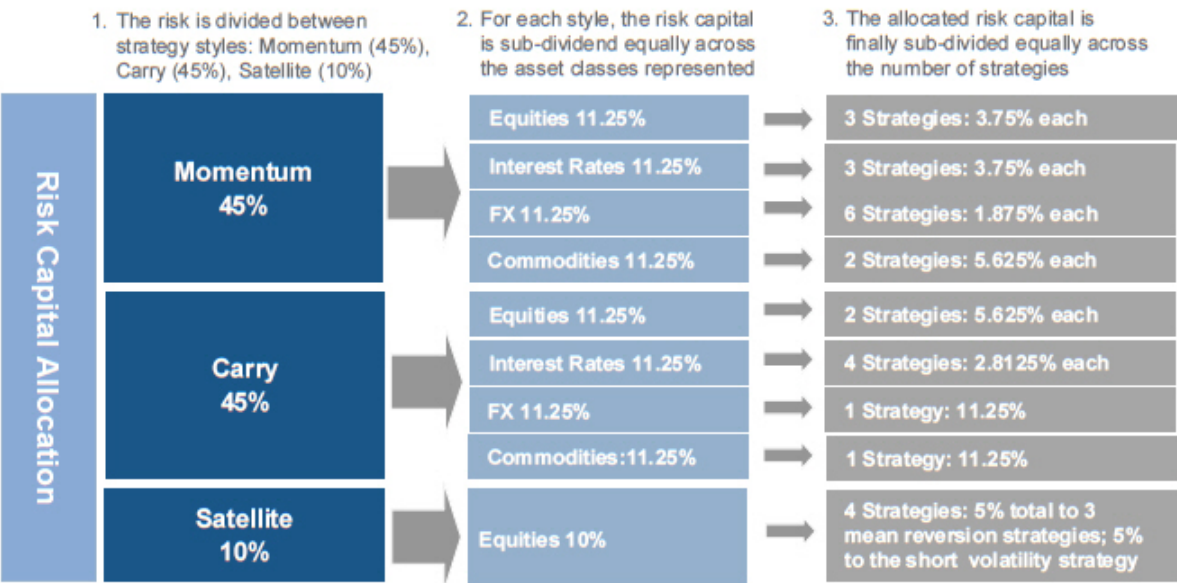 1. The risk is divided between
strategy styles: Momentum (45%),
Carry (45%), Satellite (10%)
2. For each style, the risk capital
is sub-dividend equally across
the asset classes represented
3. The allocated risk capital is
finally sub-divided equally across
the number of strategies
Risk Capital Allocation
Momentum
45%
Equities 11.25%
3 Strategies: 3.75% each
Interest Rates 11.25%
3 Strategies: 3.75% each
FX 11.25%
6 Strategies: 1.875% each
Commodities 11.25%
2 Strategies: 5.625% each
Carry
45%
Equities 11.25%
2 Strategies: 5.625% each
Interest Rates 11.25%
4 Strategies: 2.8125% each
FX 11.25%
1 Strategy: 11.25%
Commodities:11.25%
1 Strategy: 11.25%
Satellite
10%
Equities 10%
4 Strategies: 5% total to 3
mean reversion strategies; 5%
to the short volatility strategy